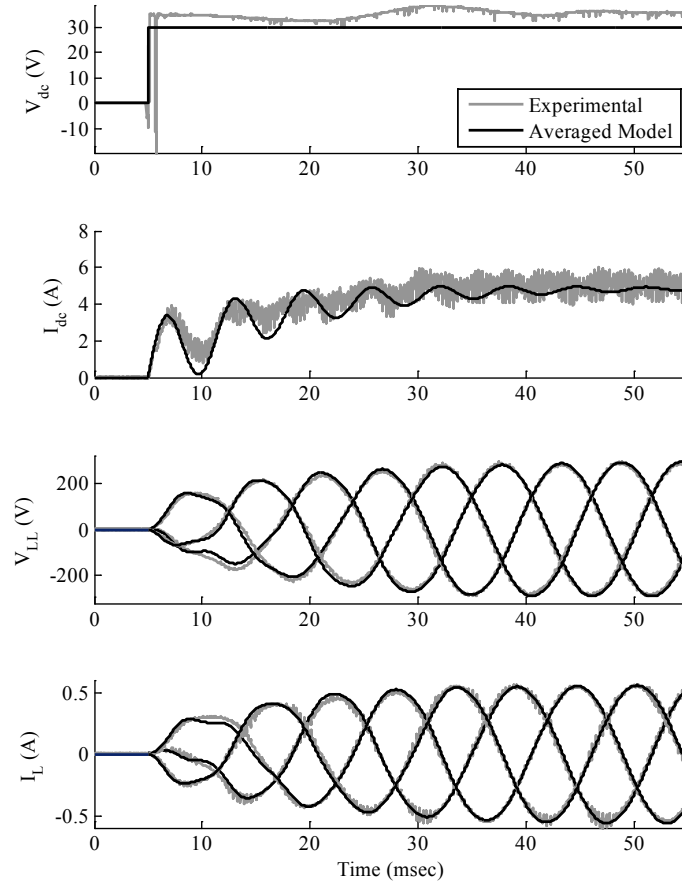 30
20
10
0
-10
V_dc (V)
Experimental
Averaged Model
0 10 20 30 40 50
8
6
4
2
0
I_dc (A)
0 10 20 30 40 50
200
0
-200
V_LL (V)
0 10 20 30 40 50
0.5
0
-0.5
I_L (A)
0 10 20 30 40 50
Time (msec)